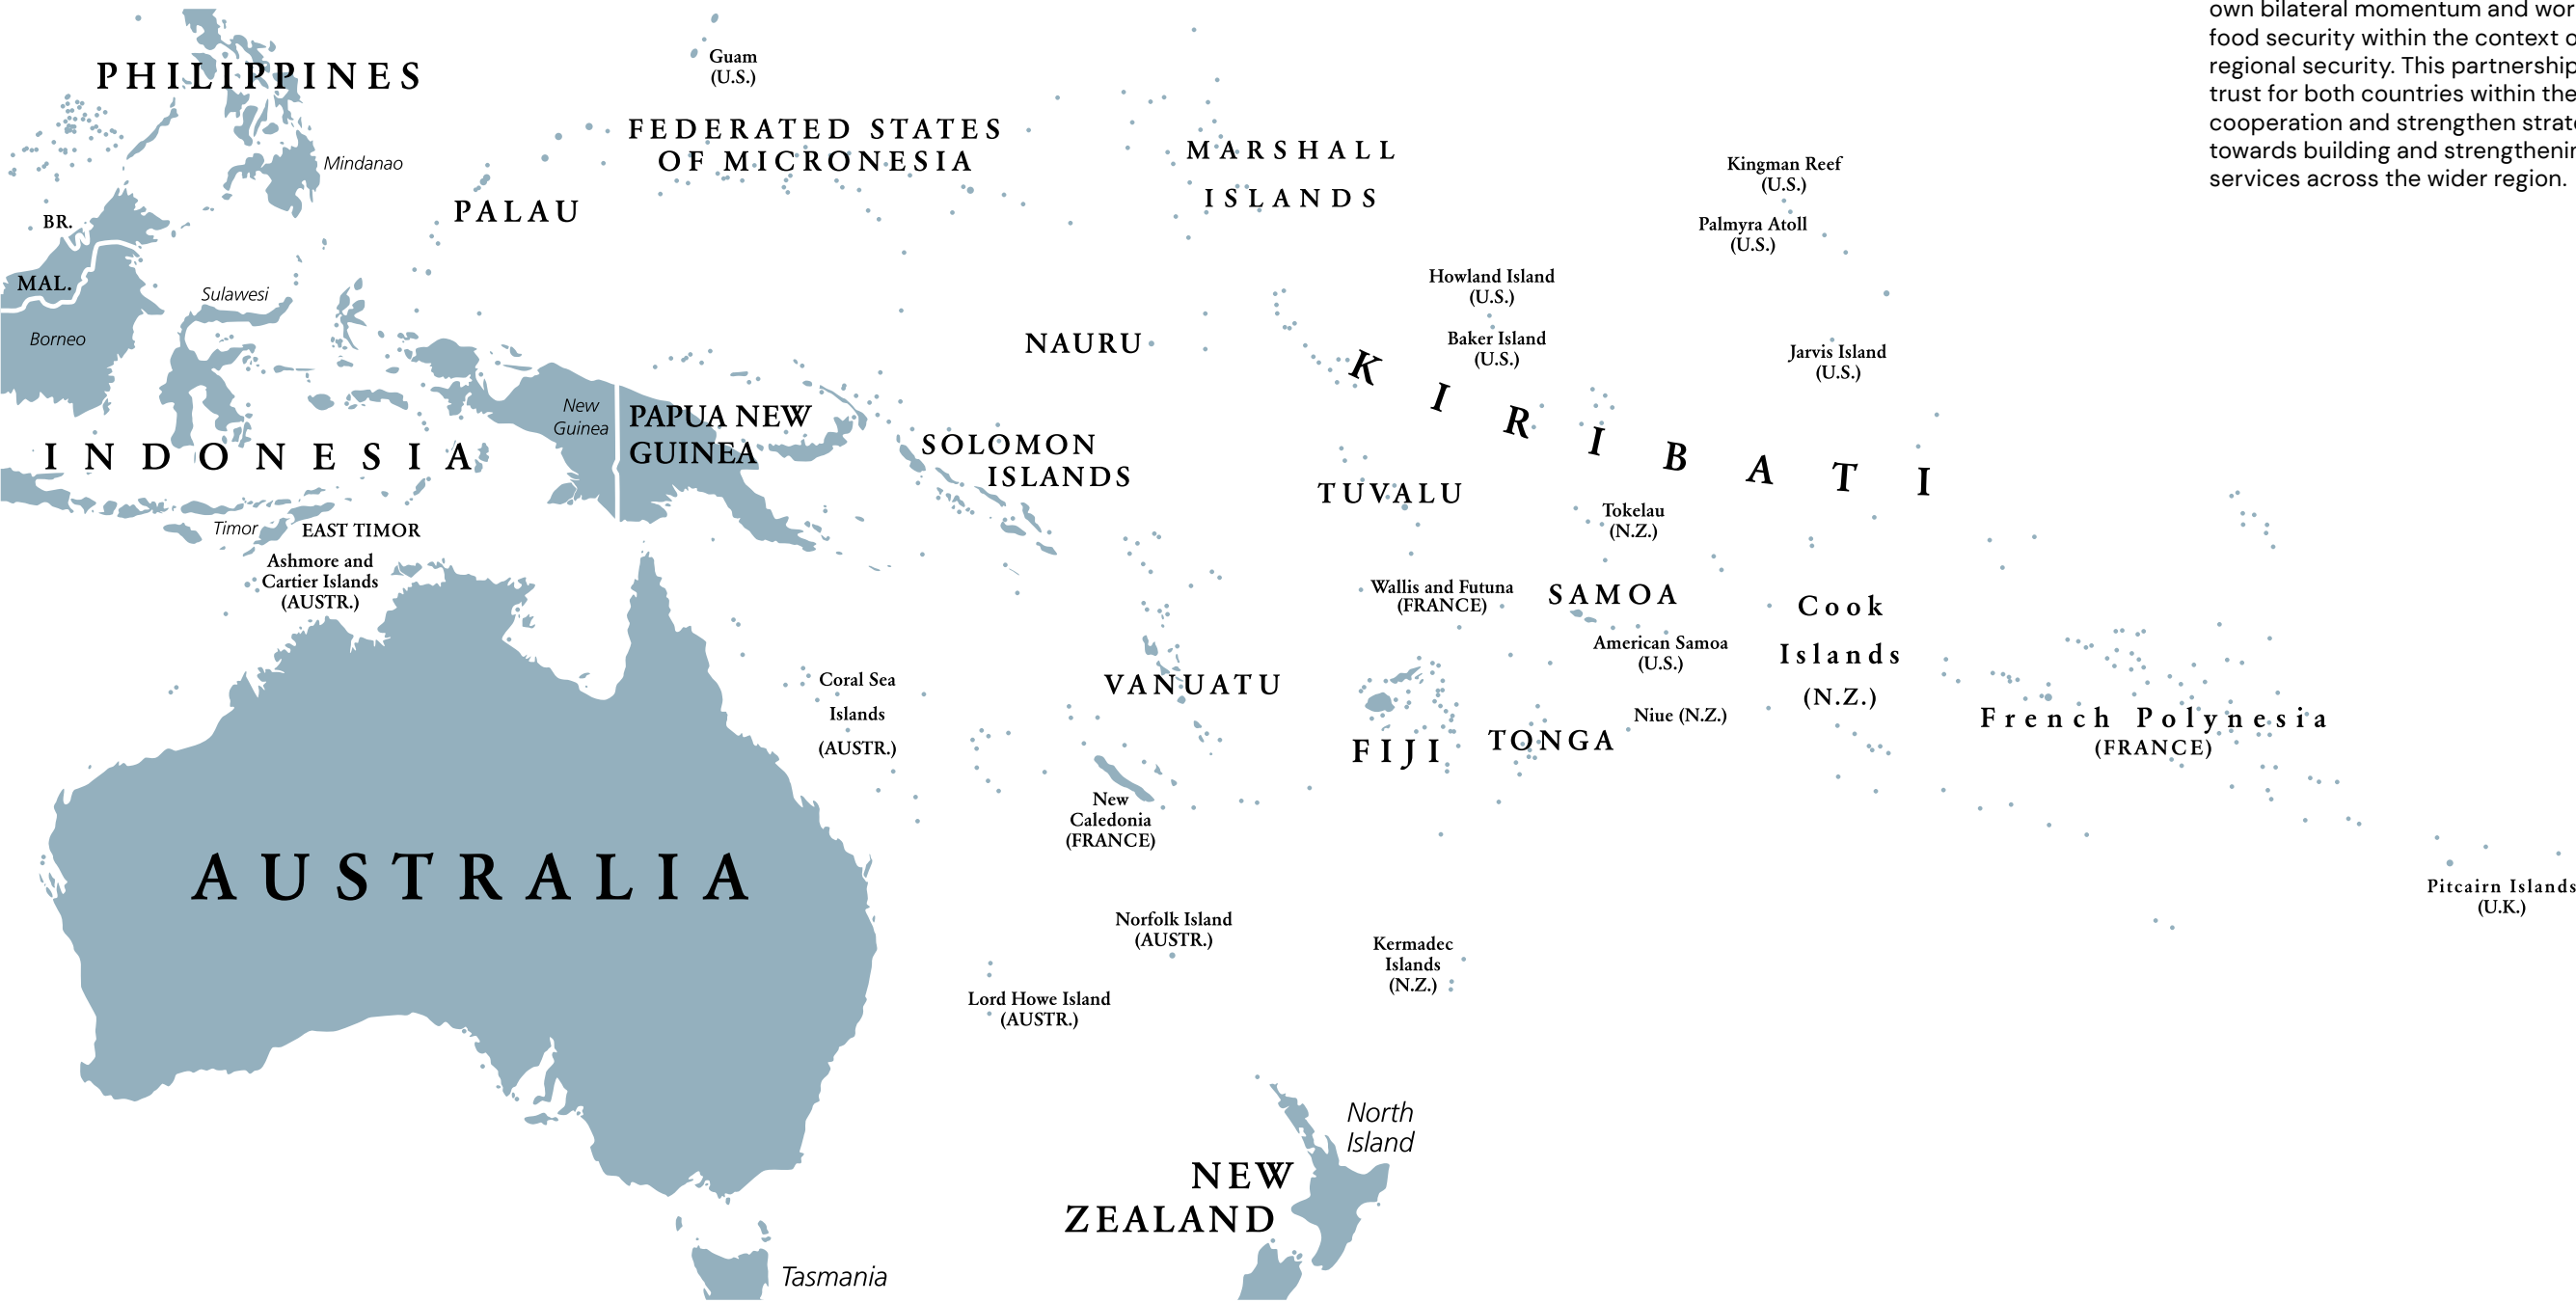 own bilateral momentum and wor
food security within the context o
regional security. This partnership
trust for both countries within the
cooperation and strengthen strat
towards building and strengthenin
services across the wider region.
PHILIPPINES
Guam
(U.S.)
FEDERATED STATES
OF MICRONESIA
Mindanao
MARSHALL
ISLANDS
Kingman Reef
(U.S.)
PALAU
BR.
Palmyra Atoll
(U.S.)
MAL.
Sulawesi
Howland Island
(U.S.)
Borneo
NAURU
Baker Island
(U.S.)
Jarvis Island
(U.S.)
KIRIBATI
New
Guinea
PAPUA NEW
GUINEA
INDONESIA
SOLOMON
ISLANDS
TUVALU
Tokelau
(N.Z.)
Timor
EAST TIMOR
Ashmore and
Cartier Islands
(AUSTR.)
Wallis and Futuna
(FRANCE)
SAMOA
Cook
Islands
(N.Z.)
American Samoa
(U.S.)
Coral Sea
Islands
(AUSTR.)
VANUATU
Niue (N.Z.)
French Polynesia
(FRANCE)
FIJI
TONGA
New
Caledonia
(FRANCE)
AUSTRALIA
Pitcairn Islands
(U.K.)
Norfolk Island
(AUSTR.)
Kermadec
Islands
(N.Z.)
Lord Howe Island
(AUSTR.)
North
Island
NEW
ZEALAND
Tasmania